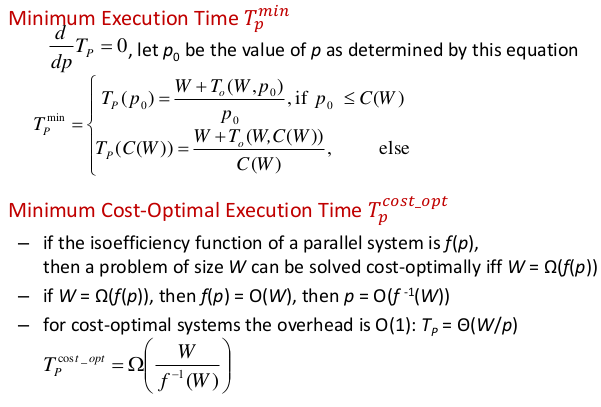 Minimum Execution Time $T_p^{min}$
$\frac{d}{dp}T_P = 0$, let $p_0$ be the value of $p$ as determined by this equation
$T_P^{\min} = \begin{cases} T_P(p_0) = \frac{W + T_o(W, p_0)}{p_0}, \text{if } p_0 \leq C(W) \\ T_P(C(W)) = \frac{W + T_o(W, C(W))}{C(W)}, \quad \text{else} \end{cases}$
Minimum Cost-Optimal Execution Time $T_p^{cost\_opt}$
– if the isoefficiency function of a parallel system is f(p),
then a problem of size W can be solved cost-optimally iff W = Ω(f(p))
– if W = Ω(f(p)), then f(p) = O(W), then p = O(f⁻¹(W))
– for cost-optimal systems the overhead is O(1): $T_P$ = Θ(W/p)
$T_P^{cost\_opt} = \Omega\left(\frac{W}{f^{-1}(W)}\right)$